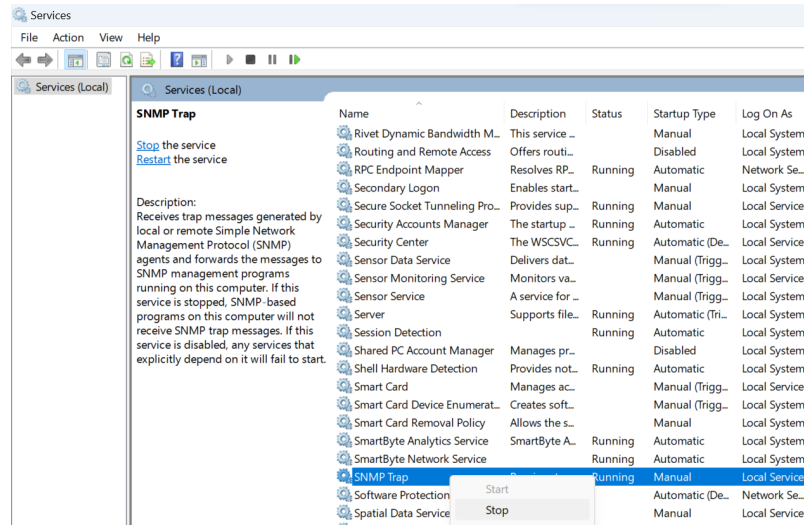 Services
File Action View Help
Services (Local)
Services (Local)
SNMP Trap
Stop the service
Restart the service
Description:
Receives trap messages generated by
local or remote Simple Network
Management Protocol (SNMP)
agents and forwards the messages to
SNMP management programs
running on this computer. If this
service is stopped, SNMP-based
programs on this computer will not
receive SNMP trap messages. If this
service is disabled, any services that
explicitly depend on it will fail to start.
Name Description Status Startup Type Log On As
Rivet Dynamic Bandwidth M... This service ... Manual Local System
Routing and Remote Access Offers routi... Disabled Local System
RPC Endpoint Mapper Resolves RP... Running Automatic Network Se...
Secondary Logon Enables start... Manual Local System
Secure Socket Tunneling Pro... Provides sup... Running Manual Local Service
Security Accounts Manager The startup ... Running Automatic Local System
Security Center The WSCSVC... Running Automatic (De... Local Service
Sensor Data Service Delivers dat... Manual (Trigg... Local System
Sensor Monitoring Service Monitors va... Manual (Trigg... Local Service
Sensor Service A service for ... Manual (Trigg... Local System
Server Supports file... Running Automatic (Tri... Local System
Session Detection Running Automatic Local System
Shared PC Account Manager Manages pr... Disabled Local System
Shell Hardware Detection Provides not... Running Automatic Local System
Smart Card Manages ac... Manual (Trigg... Local Service
Smart Card Device Enumerat... Creates soft... Manual (Trigg... Local System
Smart Card Removal Policy Allows the s... Manual Local System
SmartByte Analytics Service SmartByte A... Running Automatic Local System
SmartByte Network Service Running Automatic Local System
SNMP Trap Running Manual Local Service
Software Protection Automatic (De... Network Se...
Spatial Data Service Manual Local Service
Start
Stop